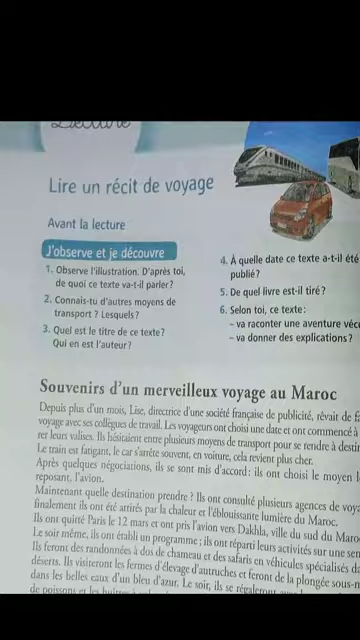 Lecture
Lire un récit de voyage
Avant la lecture
J'observe et je découvre
1. Observe l'illustration. D'après toi,
de quoi ce texte va-t-il parler?
2. Connais-tu d'autres moyens de
transport ? Lesquels?
3. Quel est le titre de ce texte?
Qui en est l'auteur?
4. À quelle date ce texte a-t-il été
publié?
5. De quel livre est-il tiré?
6. Selon toi, ce texte:
– va raconter une aventure
– va donner des explications?
Souvenirs d'un merveilleux voyage au Maroc
Depuis plus d'un mois, Lise, directrice d'une société française de publicité, rêvait de
voyage avec ses collègues de travail. Les voyageurs ont choisi une date et ont commencé à
rer leurs valises. Ils hésitaient entre plusieurs moyens de transport pour se rendre à
Le train est fatigant, le car s'arrête souvent, en voiture, cela revient plus cher.
Après quelques négociations, ils se sont mis d'accord: ils ont choisi le moyen le
reposant, l'avion.
Maintenant quelle destination prendre ? Ils ont consulté plusieurs agences de
finalement ils ont été attirés par la chaleur et l'éblouissante lumière du Maroc.
Ils ont quitté Paris le 12 mars et ont pris l'avion vers Dakhla, ville du sud du
Le soir même, ils ont établi un programme; ils ont réparti leurs activités sur une
Ils feront des randonnées à dos de chameau et des safaris en véhicules spécialisés
déserts. Ils visiteront les fermes d'élevage d'autruches et feront de la plongée
dans les belles eaux d'un bleu d'azur. Le soir, ils se régaleront
de poissons et les huîtres